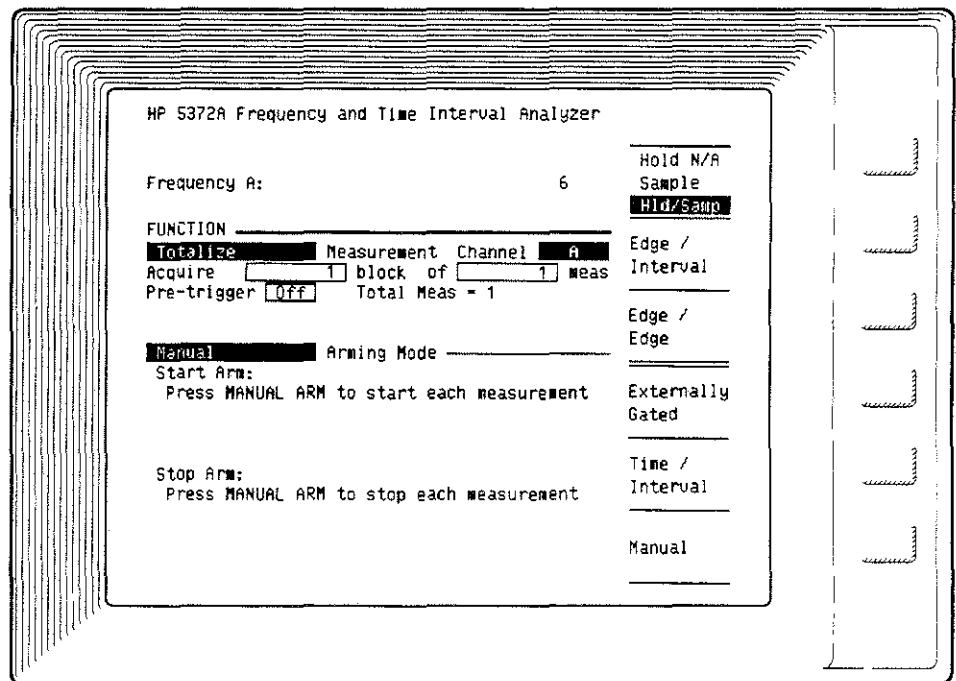 HP 5372A Frequency and Time Interval Analyzer
Frequency A: 6
FUNCTION
Totalize Measurement Channel A
Acquire 1 block of 1 meas
Pre-trigger Off Total Meas = 1
Manual Arming Mode
Start Arm:
Press MANUAL ARM to start each measurement
Stop Arm:
Press MANUAL ARM to stop each measurement
Hold N/A
Sample
Hld/Samp
Edge /
Interval
Edge /
Edge
Externally
Gated
Time /
Interval
Manual